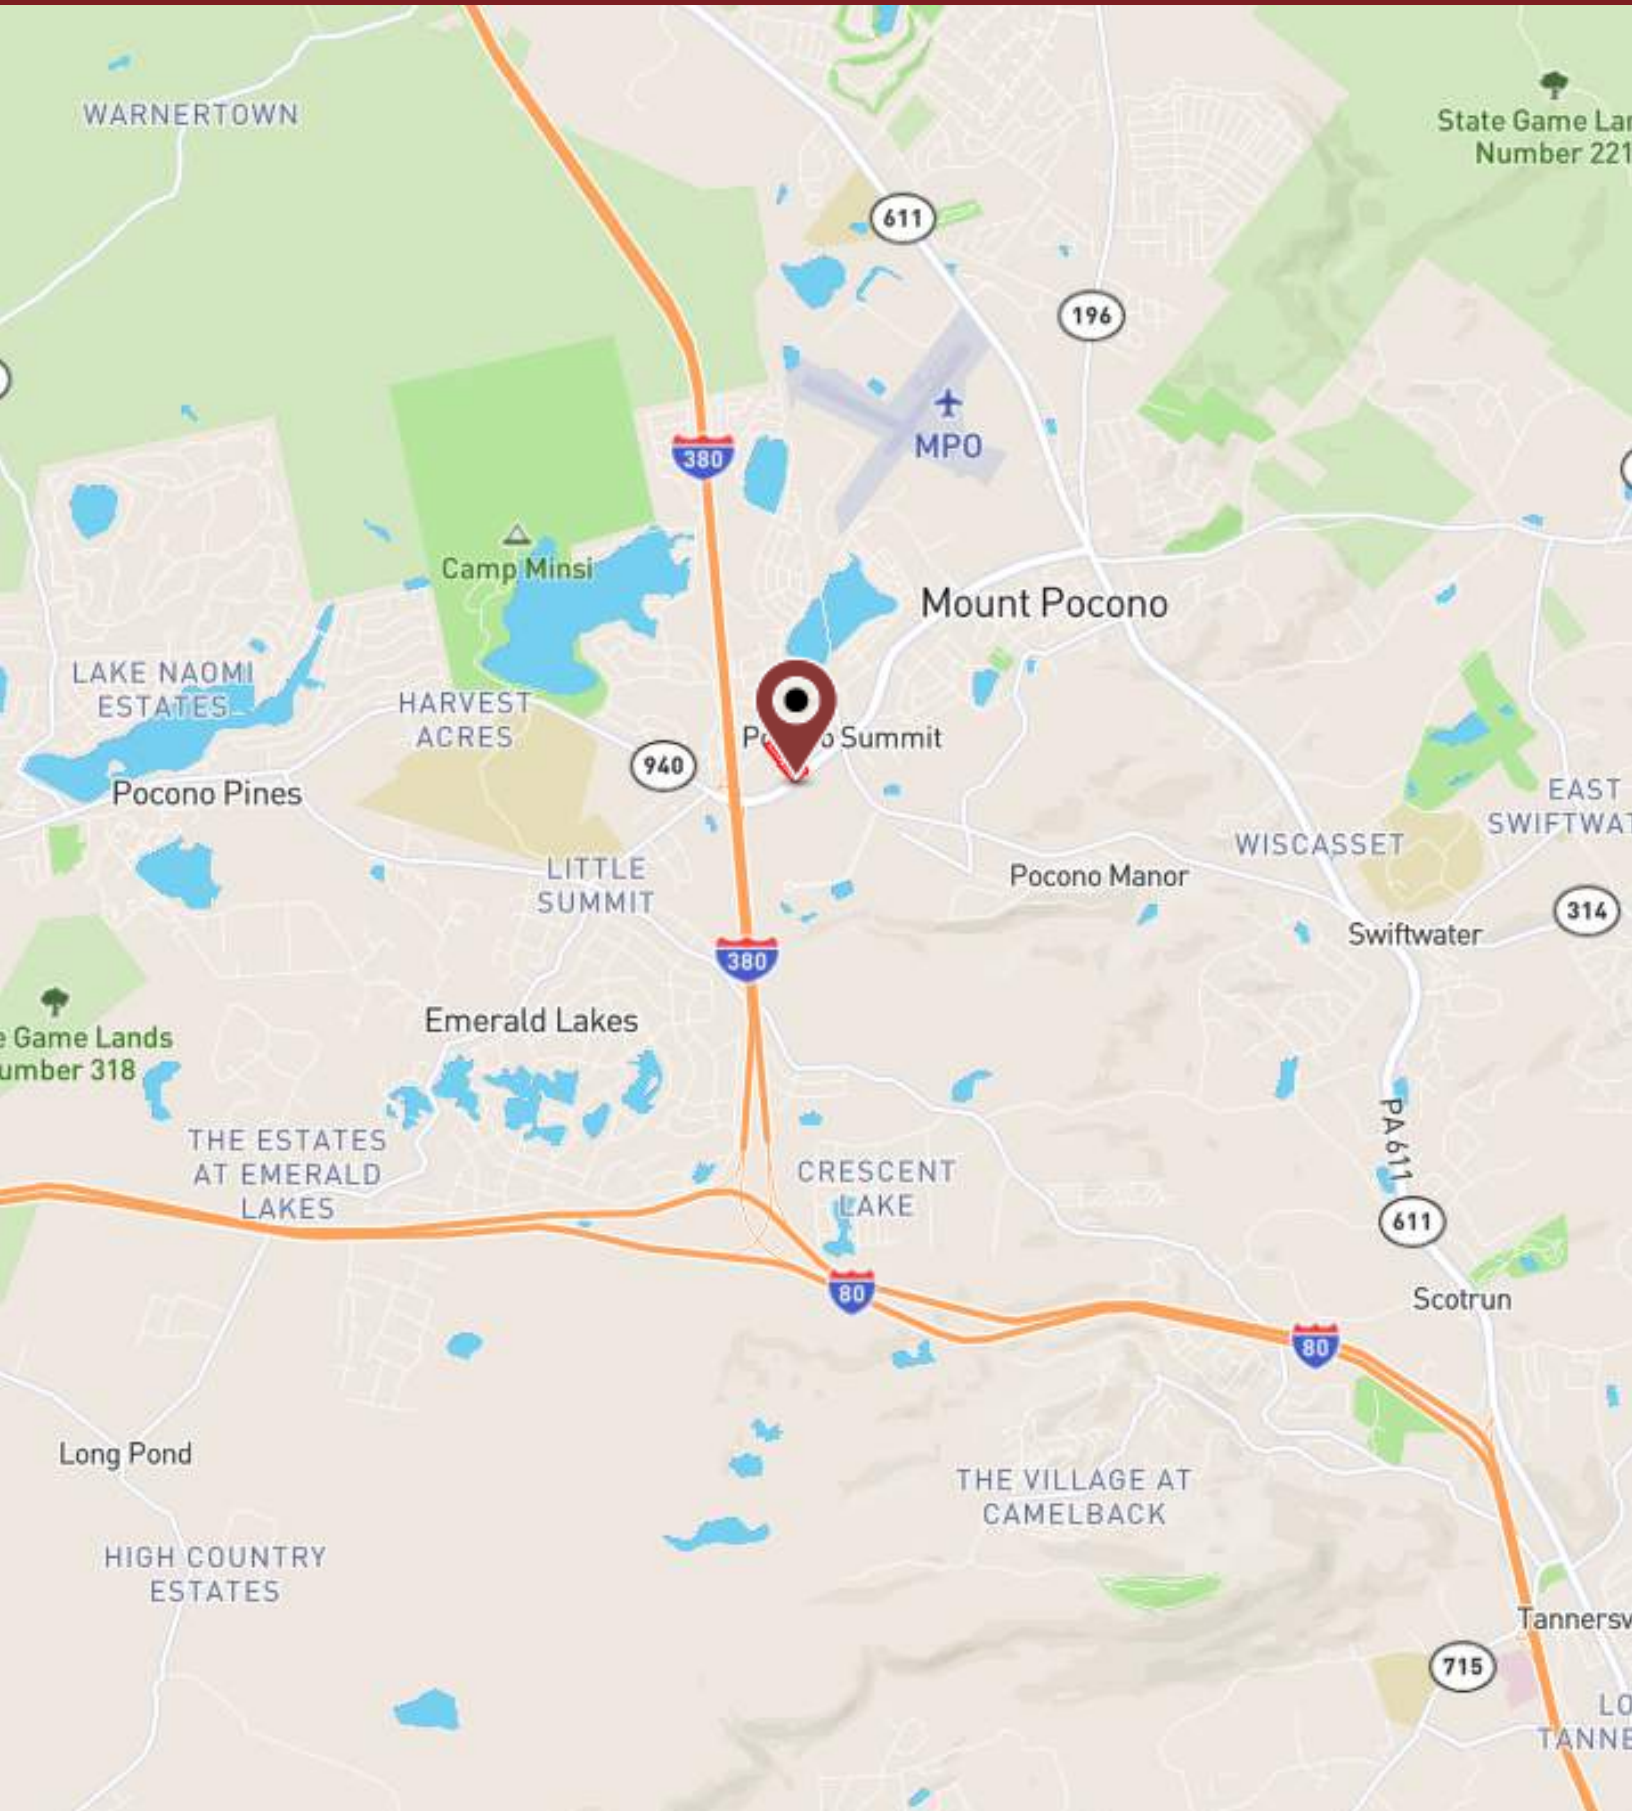 WARNERTOWN
State Game Lan
Number 221
611
196
380
MPO
Camp Minsi
Mount Pocono
LAKE NAOMI
ESTATES
HARVEST
ACRES
Summit
940
Pocono Pines
EAST
SWIFTWAT
WISCASSET
LITTLE
SUMMIT
Pocono Manor
314
Swiftwater
380
Emerald Lakes
e Game Lands
umber 318
PA 611
THE ESTATES
AT EMERALD
LAKES
CRESCENT
LAKE
611
80
Scotrun
80
Long Pond
THE VILLAGE AT
CAMELBACK
HIGH COUNTRY
ESTATES
Tannersv
715
LO
TANNE